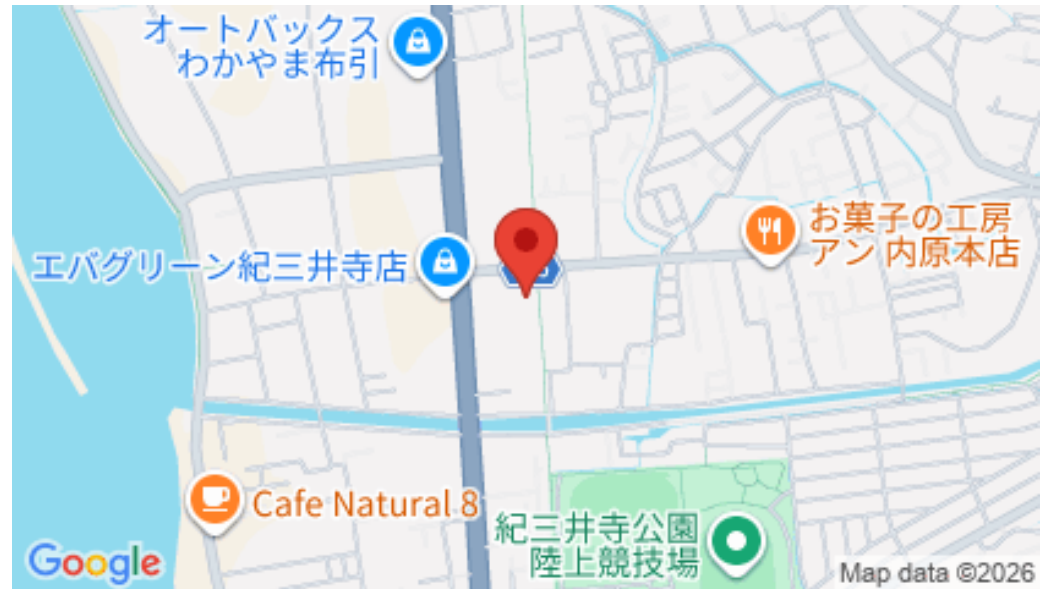 オートバックス
わかやま布引
お菓子の工房
アン 内原本店
エバグリーン紀三井寺店
Cafe Natural 8
紀三井寺公園
陸上競技場
Google
Map data ©2026